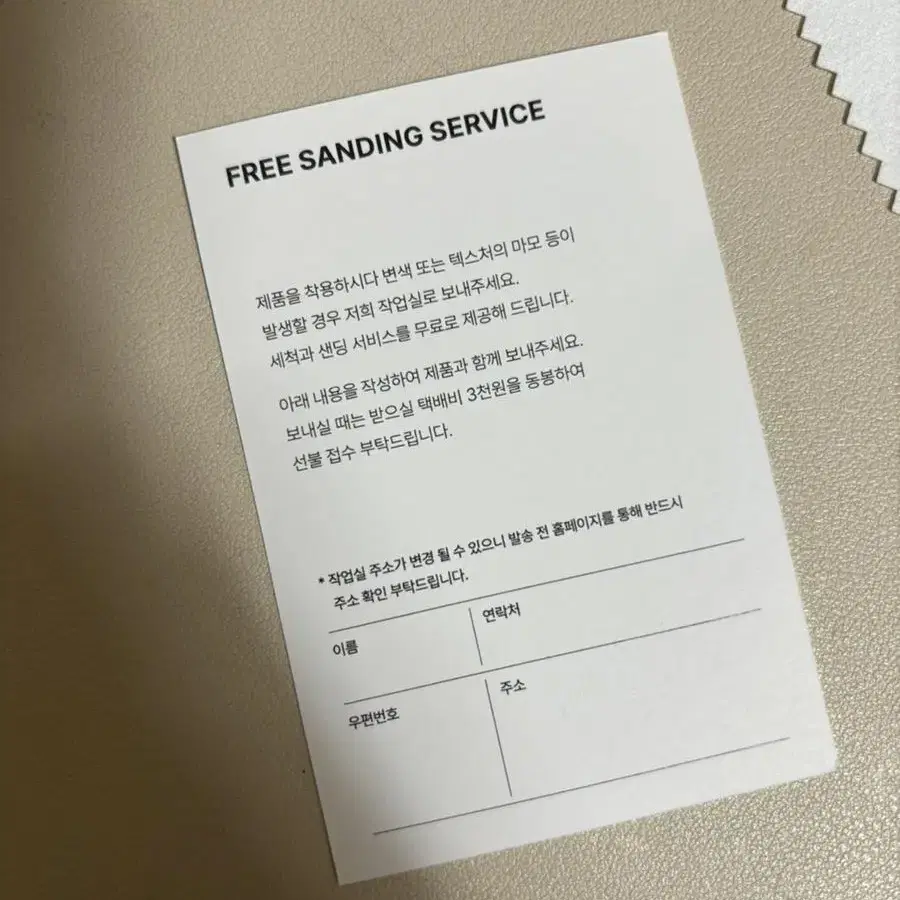 FREE SANDING SERVICE
제품을 착용하시다 변색 또는 텍스처의 마모 등이
발생할 경우 저희 작업실로 보내주세요.
세척과 샌딩 서비스를 무료로 제공해 드립니다.
아래 내용을 작성하여 제품과 함께 보내주세요.
보내실 때는 받으실 택배비 3천원을 동봉하여
선불 접수 부탁드립니다.
* 작업실 주소가 변경 될 수 있으니 발송 전 홈페이지를 통해 반드시
주소 확인 부탁드립니다.
이름
연락처
우편번호
주소